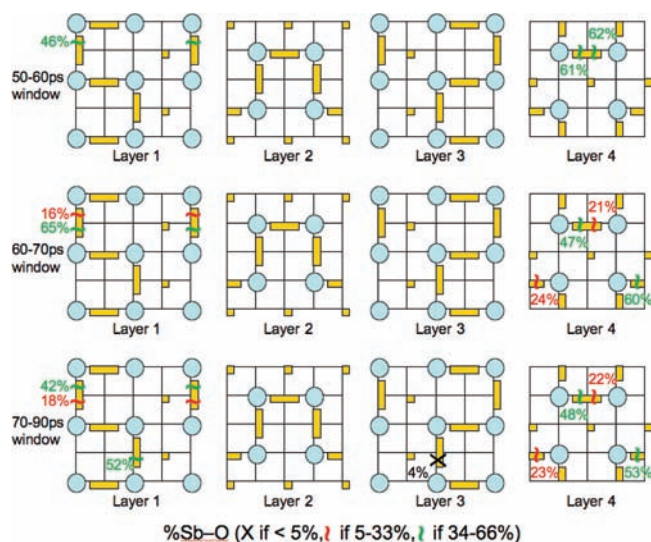 46%
62%
61%
50-60ps
window
Layer 1 Layer 2 Layer 3 Layer 4
16%
65%
21%
47%
60-70ps
window
24% 60%
Layer 1 Layer 2 Layer 3 Layer 4
42%
18%
22%
48%
70-90ps
window
52%
4%
23% 53%
Layer 1 Layer 2 Layer 3 Layer 4
%Sb–O (X if < 5%, ~ if 5-33%, ~ if 34-66%)